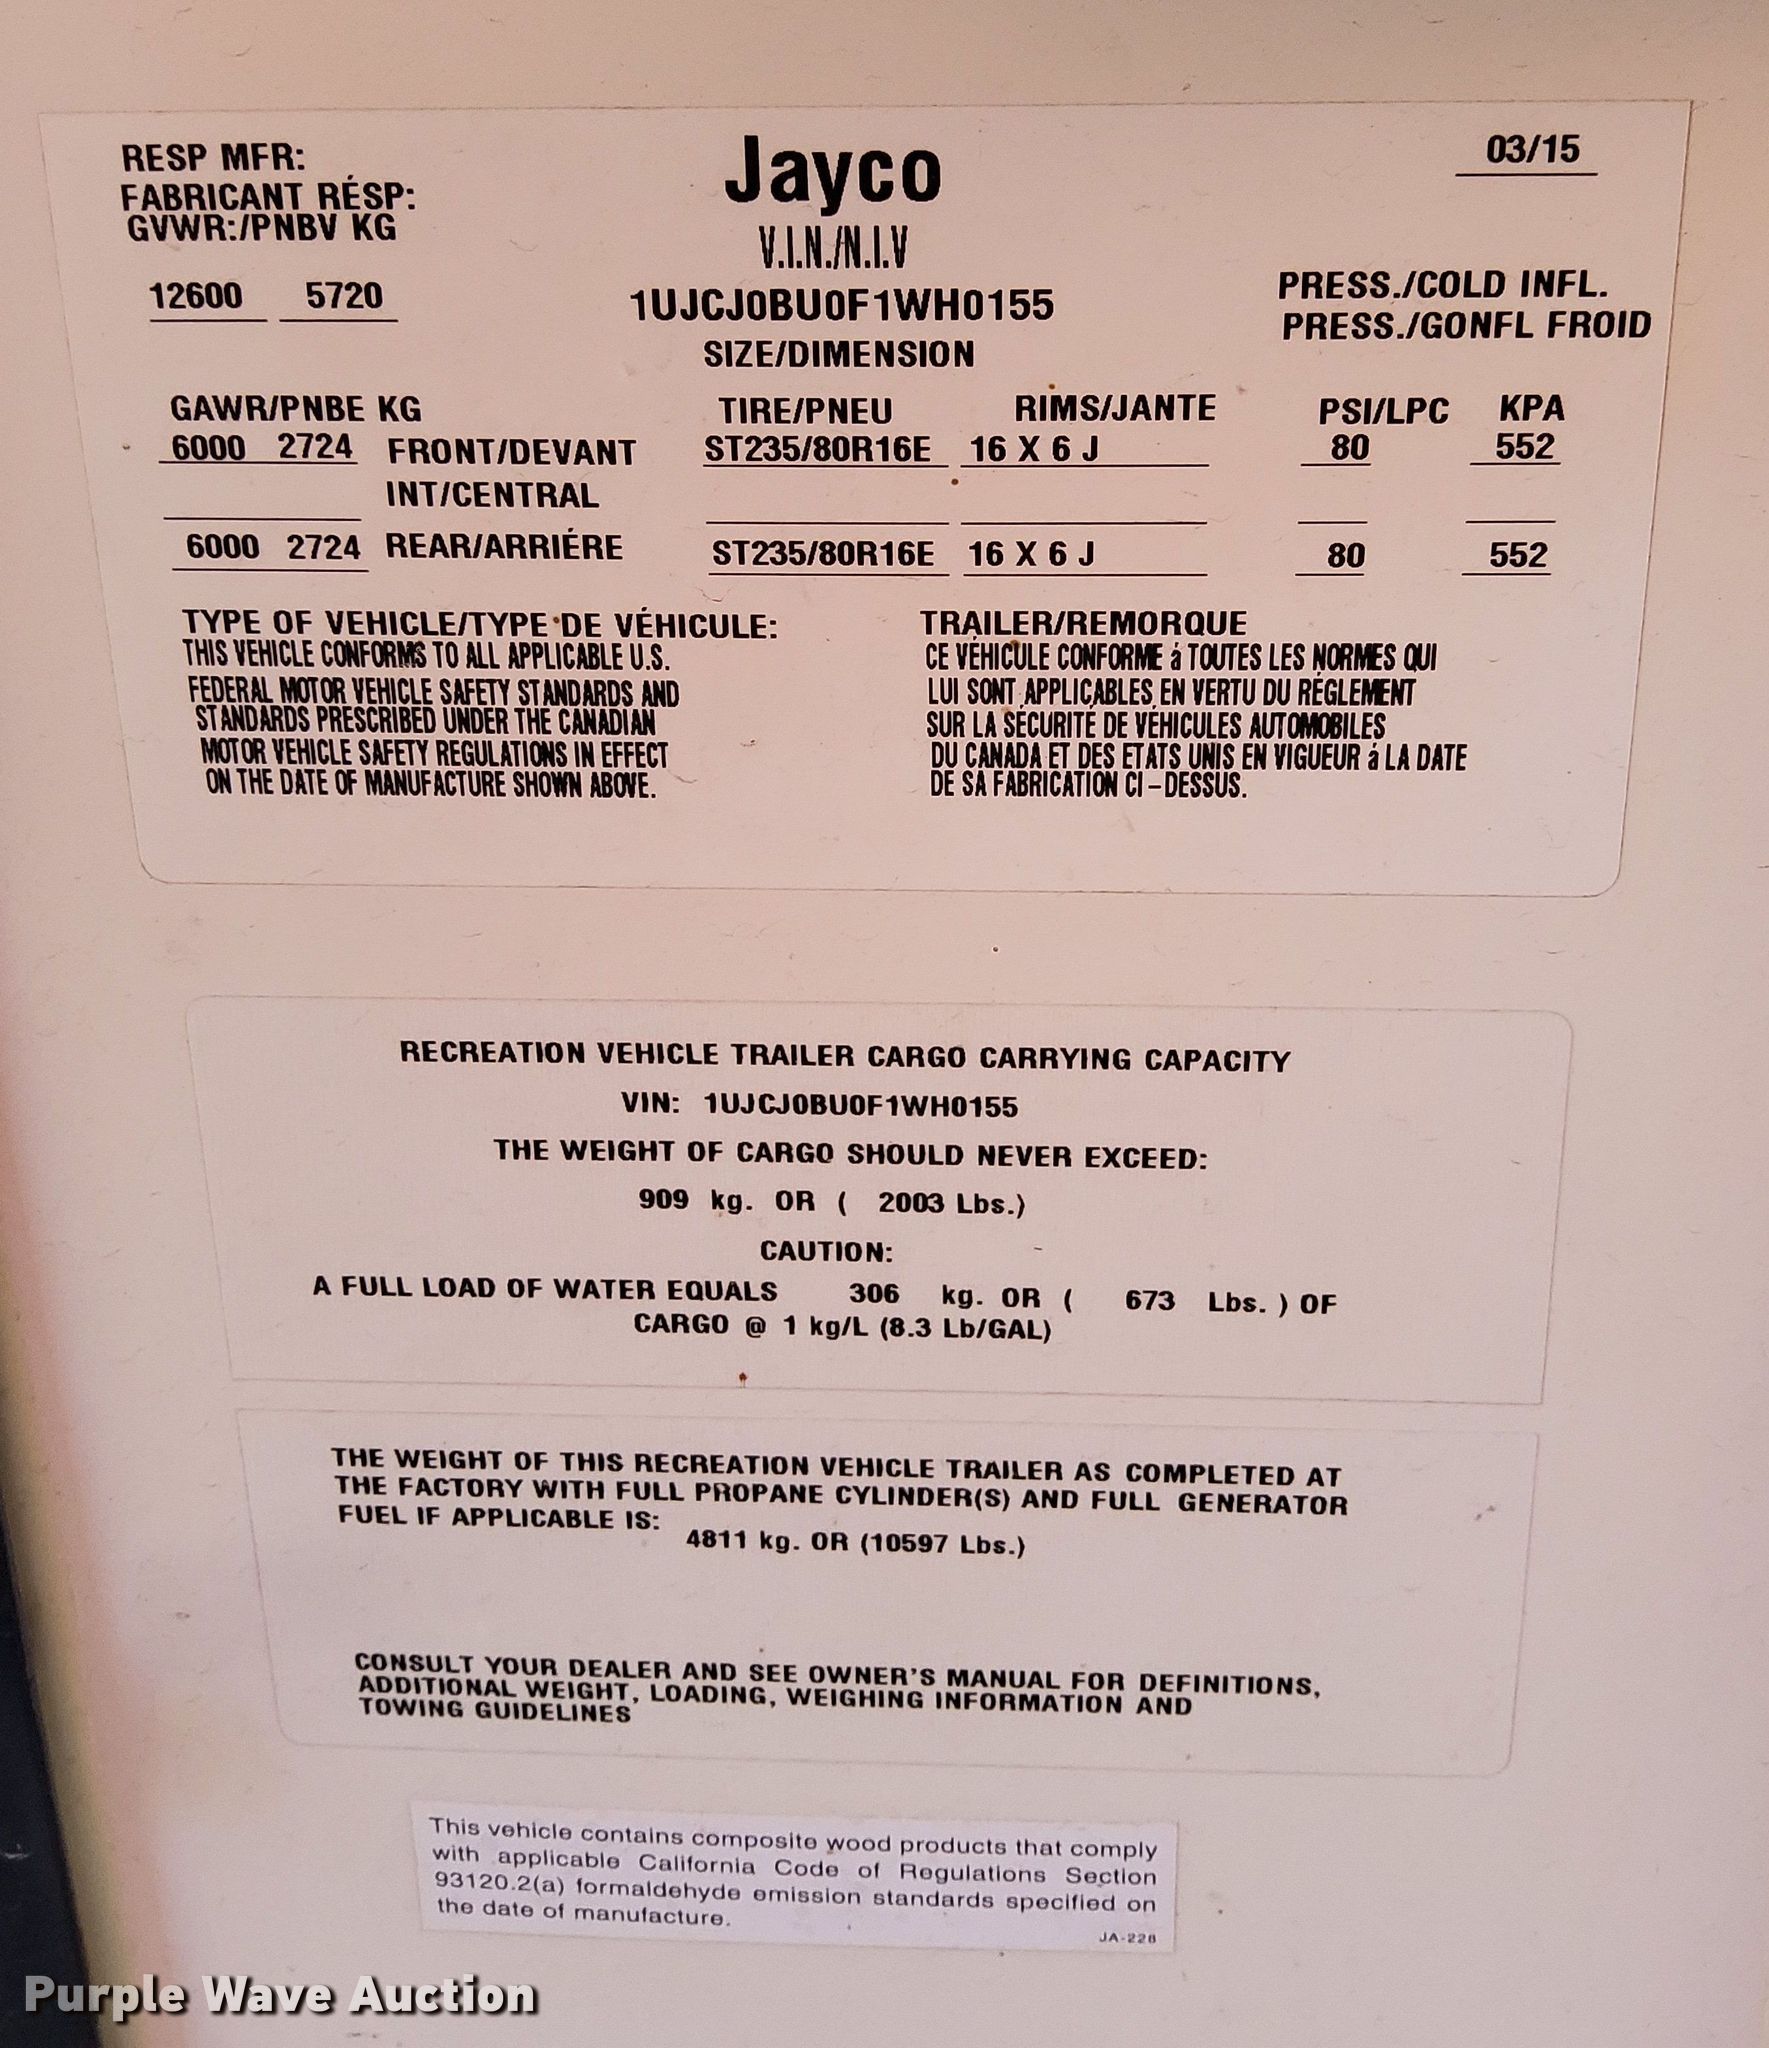 RESP MFR:
FABRICANT RÉSP:
GVWR:/PNBV KG
Jayco
03/15
V.I.N./N.I.V
12600 5720
1UJCJ0BU0F1WH0155
PRESS./COLD INFL.
PRESS./GONFL FROID
SIZE/DIMENSION
GAWR/PNBE KG TIRE/PNEU RIMS/JANTE PSI/LPC KPA
6000 2724 FRONT/DEVANT ST235/80R16E 16 X 6 J 80 552
INT/CENTRAL
6000 2724 REAR/ARRIÉRE ST235/80R16E 16 X 6 J 80 552
TYPE OF VEHICLE/TYPE DE VÉHICULE: TRAILER/REMORQUE
THIS VEHICLE CONFORMS TO ALL APPLICABLE U.S.
FEDERAL MOTOR VEHICLE SAFETY STANDARDS AND
STANDARDS PRESCRIBED UNDER THE CANADIAN
MOTOR VEHICLE SAFETY REGULATIONS IN EFFECT
ON THE DATE OF MANUFACTURE SHOWN ABOVE.
CE VÉHICULE CONFORME á TOUTES LES NORMES QUI
LUI SONT APPLICABLES EN VERTU DU RÉGLEMENT
SUR LA SÉCURITÉ DE VÉHICULES AUTOMOBILES
DU CANADA ET DES ETATS UNIS EN VIGUEUR á LA DATE
DE SA FABRICATION CI-DESSUS.
RECREATION VEHICLE TRAILER CARGO CARRYING CAPACITY
VIN: 1UJCJ0BU0F1WH0155
THE WEIGHT OF CARGO SHOULD NEVER EXCEED:
909 kg. OR ( 2003 Lbs.)
CAUTION:
A FULL LOAD OF WATER EQUALS 306 kg. OR ( 673 Lbs. ) OF
CARGO @ 1 kg/L (8.3 Lb/GAL)
THE WEIGHT OF THIS RECREATION VEHICLE TRAILER AS COMPLETED AT
THE FACTORY WITH FULL PROPANE CYLINDER(S) AND FULL GENERATOR
FUEL IF APPLICABLE IS:
4811 kg. OR (10597 Lbs.)
CONSULT YOUR DEALER AND SEE OWNER'S MANUAL FOR DEFINITIONS,
ADDITIONAL WEIGHT, LOADING, WEIGHING INFORMATION AND
TOWING GUIDELINES
This vehicle contains composite wood products that comply
with applicable California Code of Regulations Section
93120.2(a) formaldehyde emission standards specified on
the date of manufacture.
JA-228
Purple Wave Auction